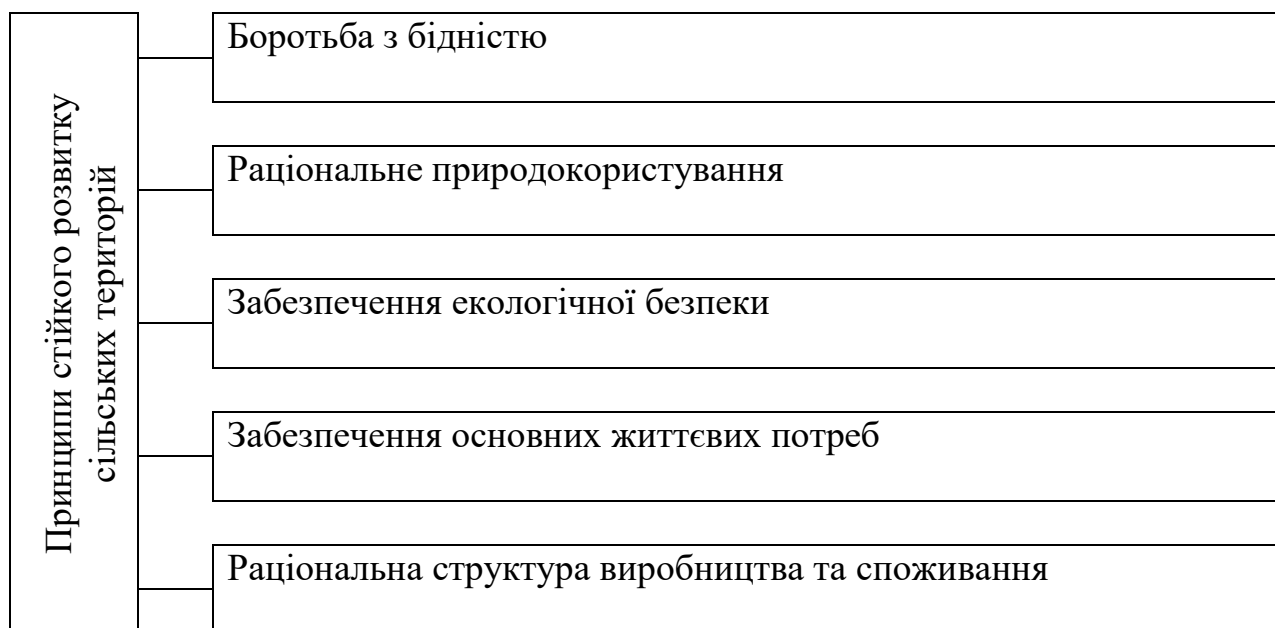 Принципи стійкого розвитку
сільських територій
Боротьба з бідністю
Раціональне природокористування
Забезпечення екологічної безпеки
Забезпечення основних життєвих потреб
Раціональна структура виробництва та споживання